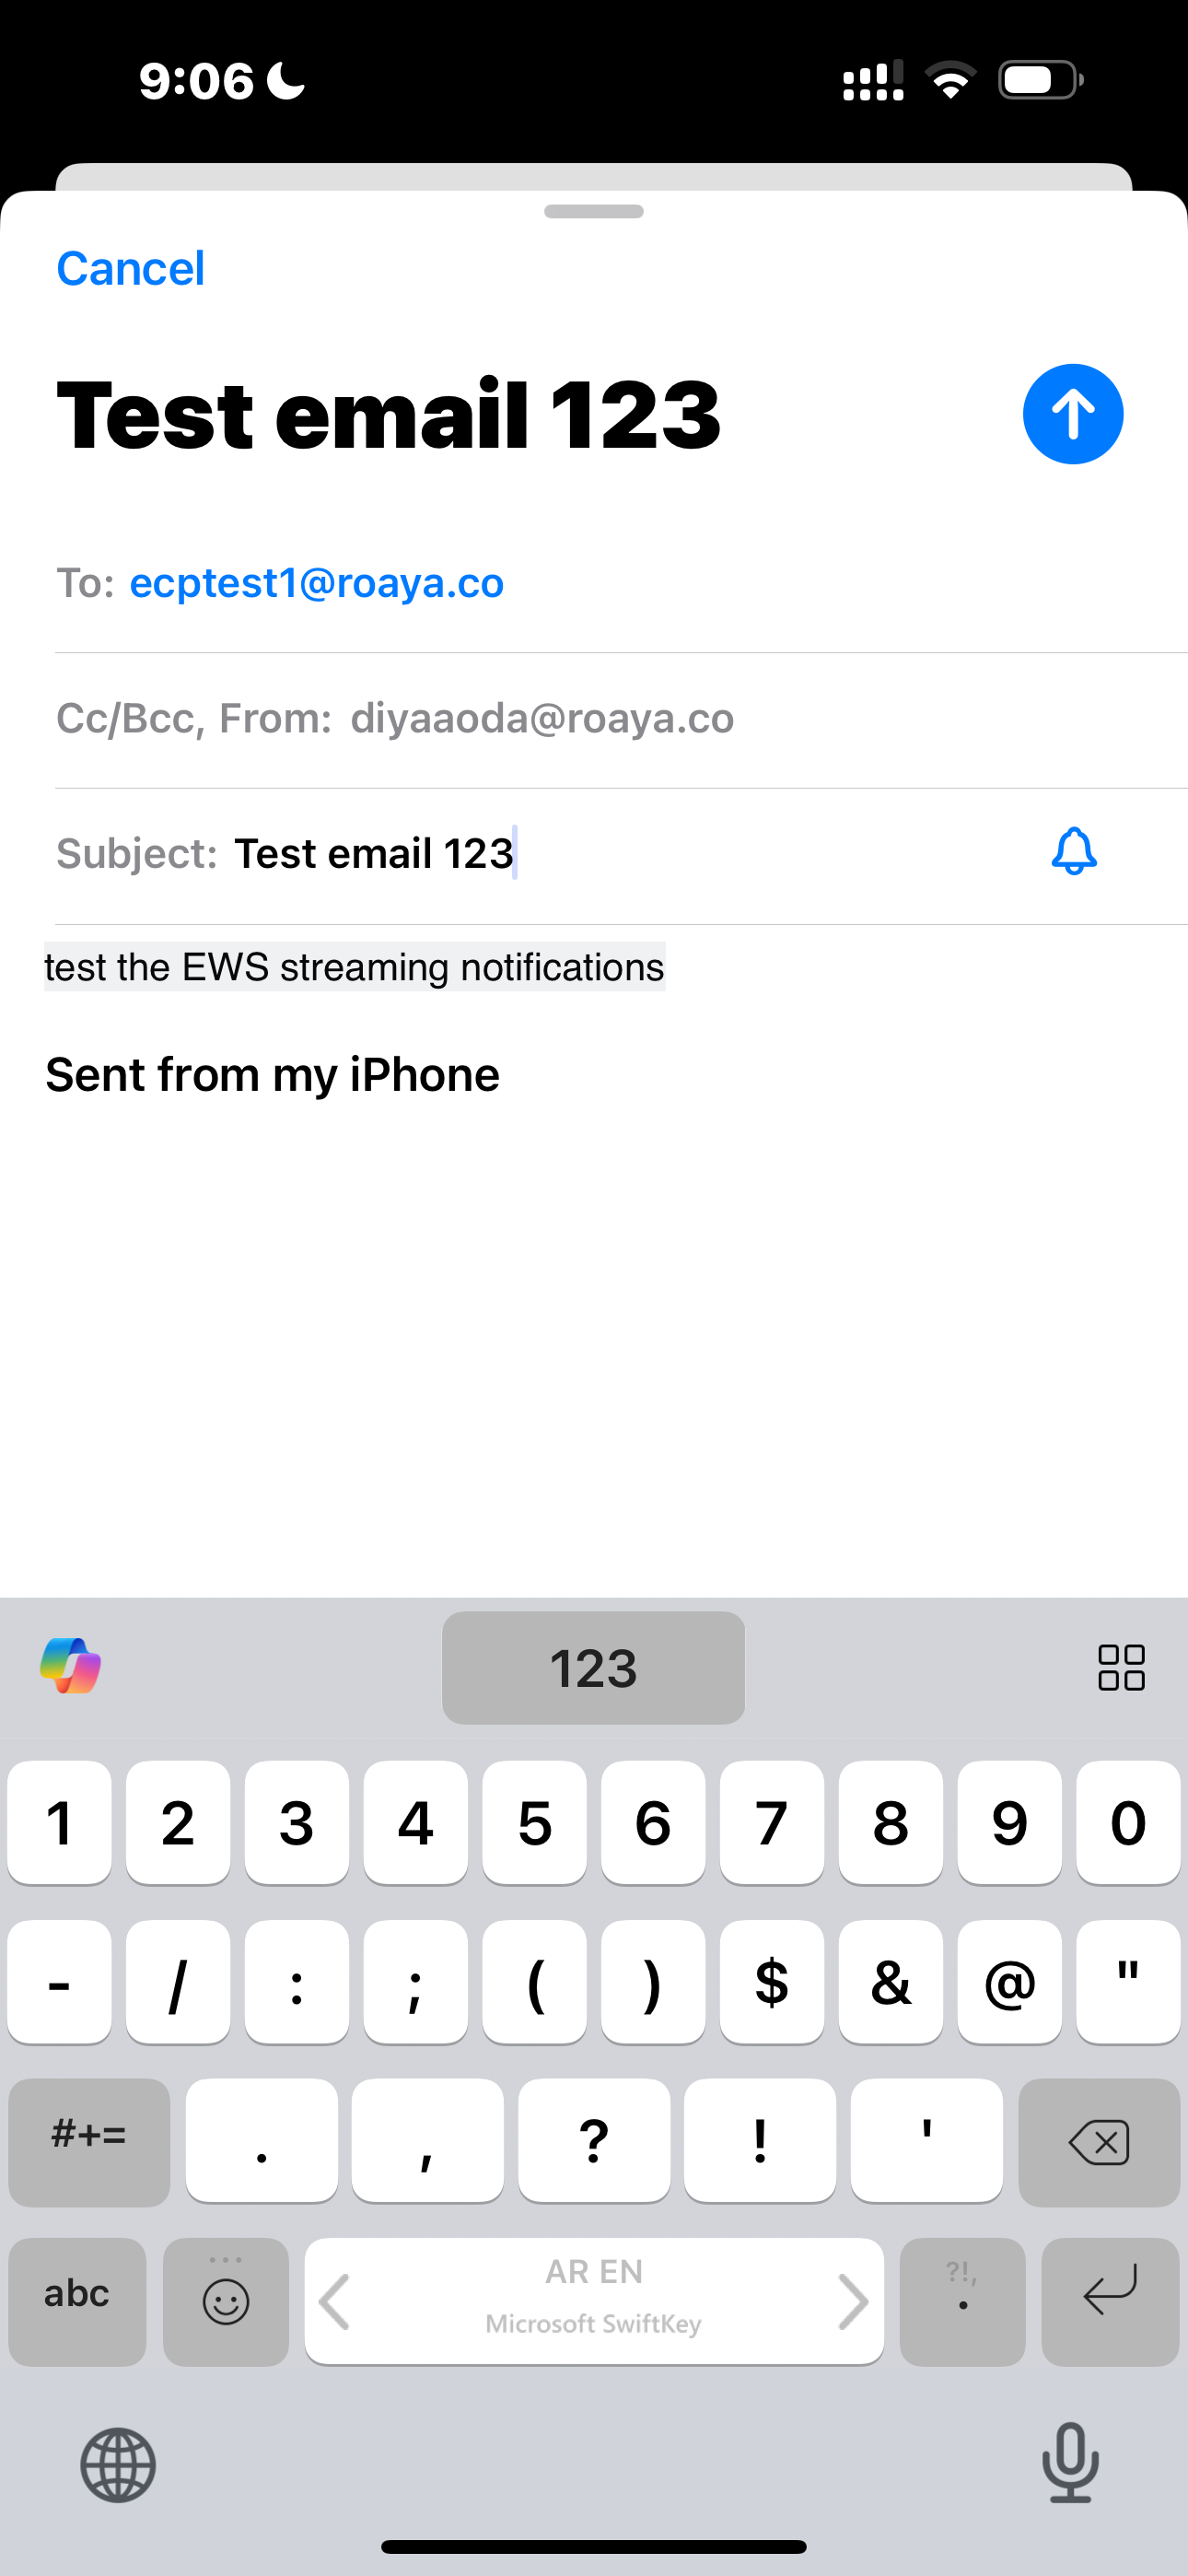 9:06
Cancel
Test email 123
To: ecptest1@roaya.co
Cc/Bcc, From: diyaaoda@roaya.co
Subject: Test email 123
test the EWS streaming notifications
Sent from my iPhone
123
1 2 3 4 5 6 7 8 9 0
- / : ; ( ) $ & @ "
#+= . , ? ! '
abc AR EN ?!, .
Microsoft SwiftKey